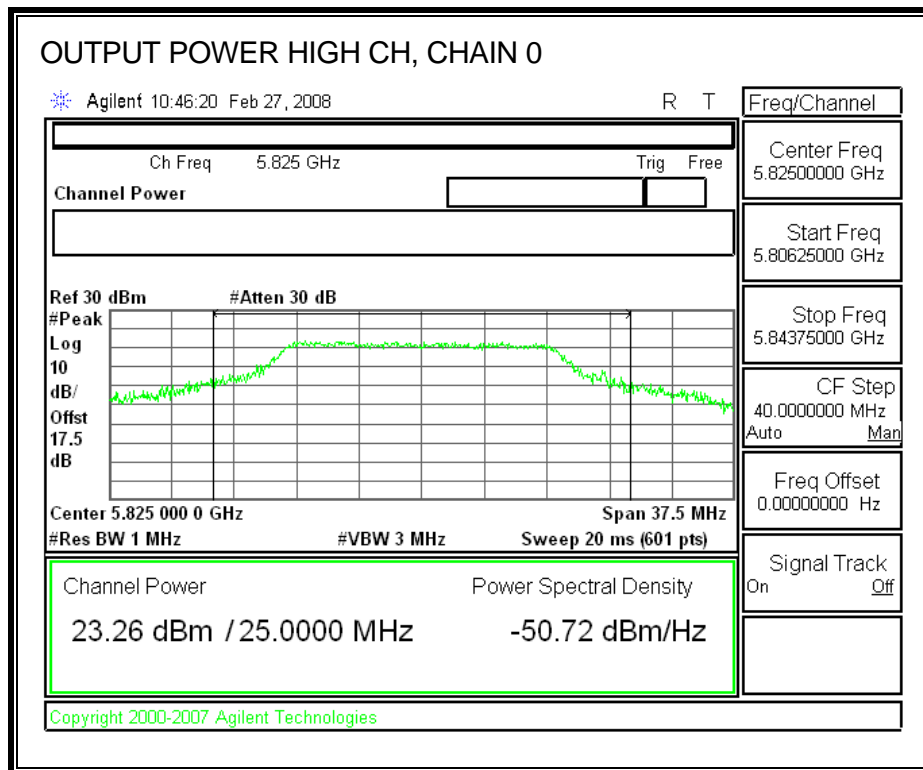 OUTPUT POWER HIGH CH, CHAIN 0
Agilent 10:46:20 Feb 27, 2008 R T
Freq/Channel
Ch Freq 5.825 GHz Trig Free
Channel Power
Center Freq
5.82500000 GHz
Start Freq
5.80625000 GHz
Stop Freq
5.84375000 GHz
CF Step
40.0000000 MHz
Auto Man
Freq Offset
0.00000000 Hz
Signal Track
On Off
Ref 30 dBm #Atten 30 dB
#Peak
Log
10
dB/
Offst
17.5
dB
Center 5.825 000 0 GHz Span 37.5 MHz
#Res BW 1 MHz #VBW 3 MHz Sweep 20 ms (601 pts)
Channel Power Power Spectral Density
23.26 dBm / 25.0000 MHz -50.72 dBm/Hz
Copyright 2000-2007 Agilent Technologies